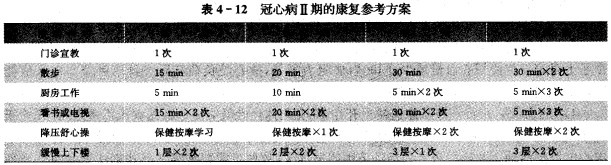 表 4-12 冠心病Ⅱ期的康复参考方案
门诊宣教 1次 1次 1次 1次
散步 15 min 20 min 30 min 30 min×2 次
厨房工作 5 min 10 min 5 min×2 次 5 min×3 次
看书或电视 15 min×2 次 20 min×2 次 30 min×2 次 5 min×3 次
降压舒心操 保健按摩学习 保健按摩×1 次 保健按摩×2 次 保健按摩×2 次
缓慢上下楼 1 层×2 次 2 层×2 次 3 层×1 次 3 层×2 次